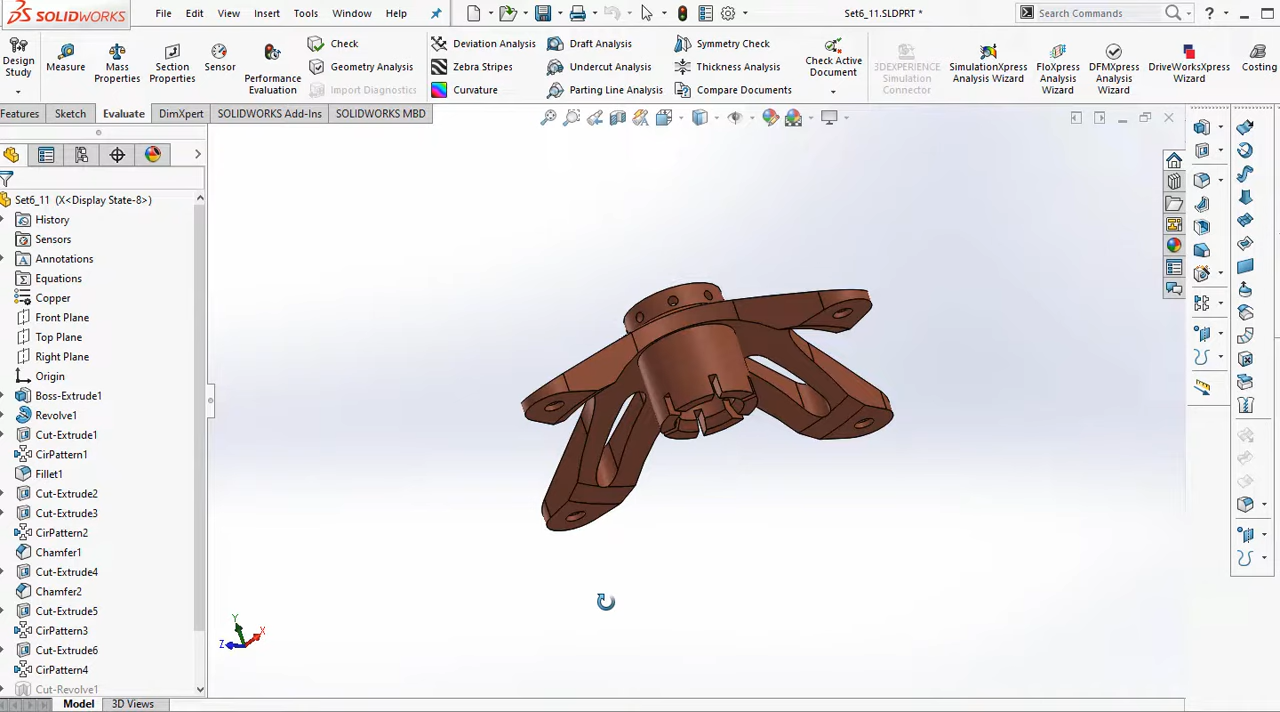 SOLIDWORKS File Edit View Insert Tools Window Help Set6_11.SLDPRT * Search Commands ?
Design Study
Measure
Mass Properties
Section Properties
Sensor
Performance Evaluation
Check
Geometry Analysis
Import Diagnostics
Deviation Analysis
Zebra Stripes
Curvature
Draft Analysis
Undercut Analysis
Parting Line Analysis
Symmetry Check
Thickness Analysis
Compare Documents
Check Active Document
3DEXPERIENCE Simulation Connector
SimulationXpress Analysis Wizard
FloXpress Analysis Wizard
DFMXpress Analysis Wizard
DriveWorksXpress Wizard
Costing
Features Sketch Evaluate DimXpert SOLIDWORKS Add-Ins SOLIDWORKS MBD
Set6_11 (X<Display State-8>)
History
Sensors
Annotations
Equations
Copper
Front Plane
Top Plane
Right Plane
Origin
Boss-Extrude1
Revolve1
Cut-Extrude1
CirPattern1
Fillet1
Cut-Extrude2
Cut-Extrude3
CirPattern2
Chamfer1
Cut-Extrude4
Chamfer2
Cut-Extrude5
CirPattern3
Cut-Extrude6
CirPattern4
Cut-Revolve1
Y
X
Z
Model 3D Views